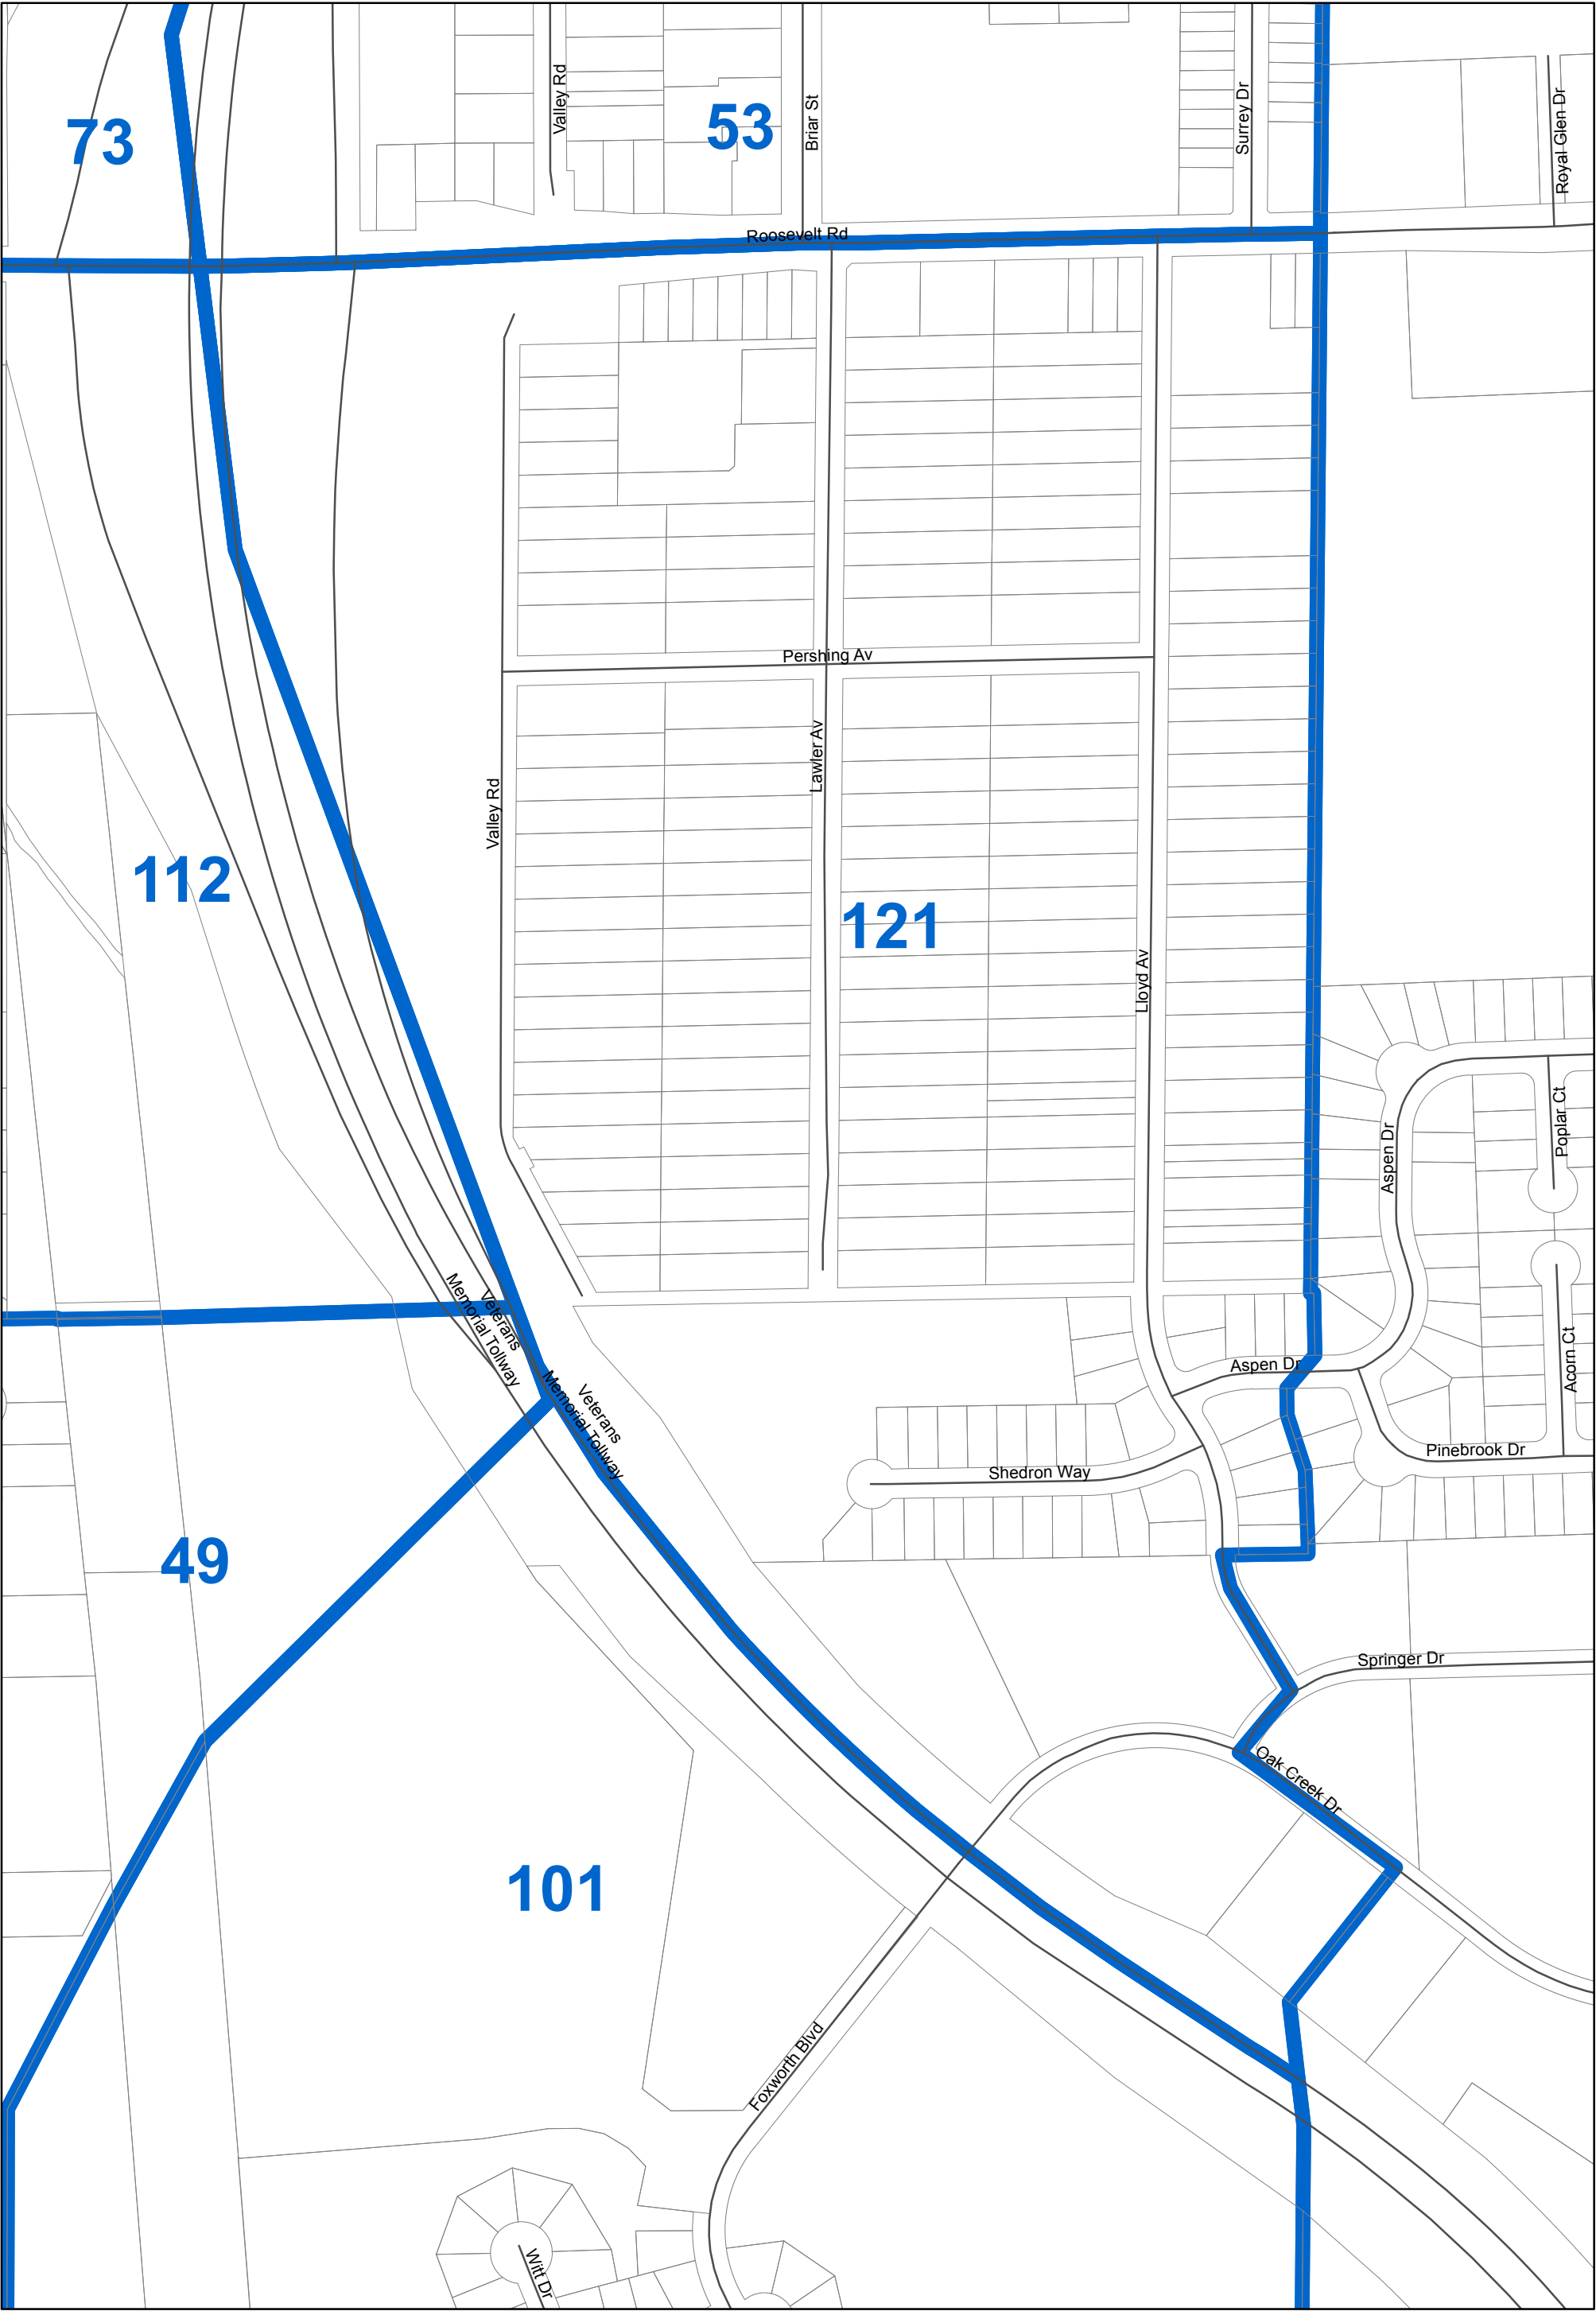 Valley Rd
53
Briar St
Surrey Dr
Royal Glen Dr
73
Roosevelt Rd
Pershing Av
Lawler Av
Valley Rd
112
121
Lloyd Av
Aspen Dr
Poplar Ct
Veterans
Memorial Tollway
Acorn Ct
Aspen Dr
Veterans
Memorial Tollway
Pinebrook Dr
Shedron Way
49
Springer Dr
Oak Creek Dr
101
Foxworth Blvd
Witt Dr